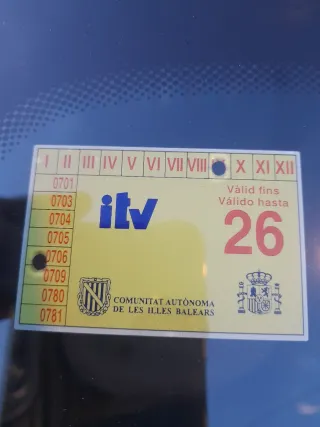 I II III IV V VI VII VIII X XI XII
0701
0703
0704
0705
0706
0709
0780
0781
itv
Vàlid fins
Válido hasta
26
COMUNITAT AUTÓNOMA
DE LES ILLES BALEARS